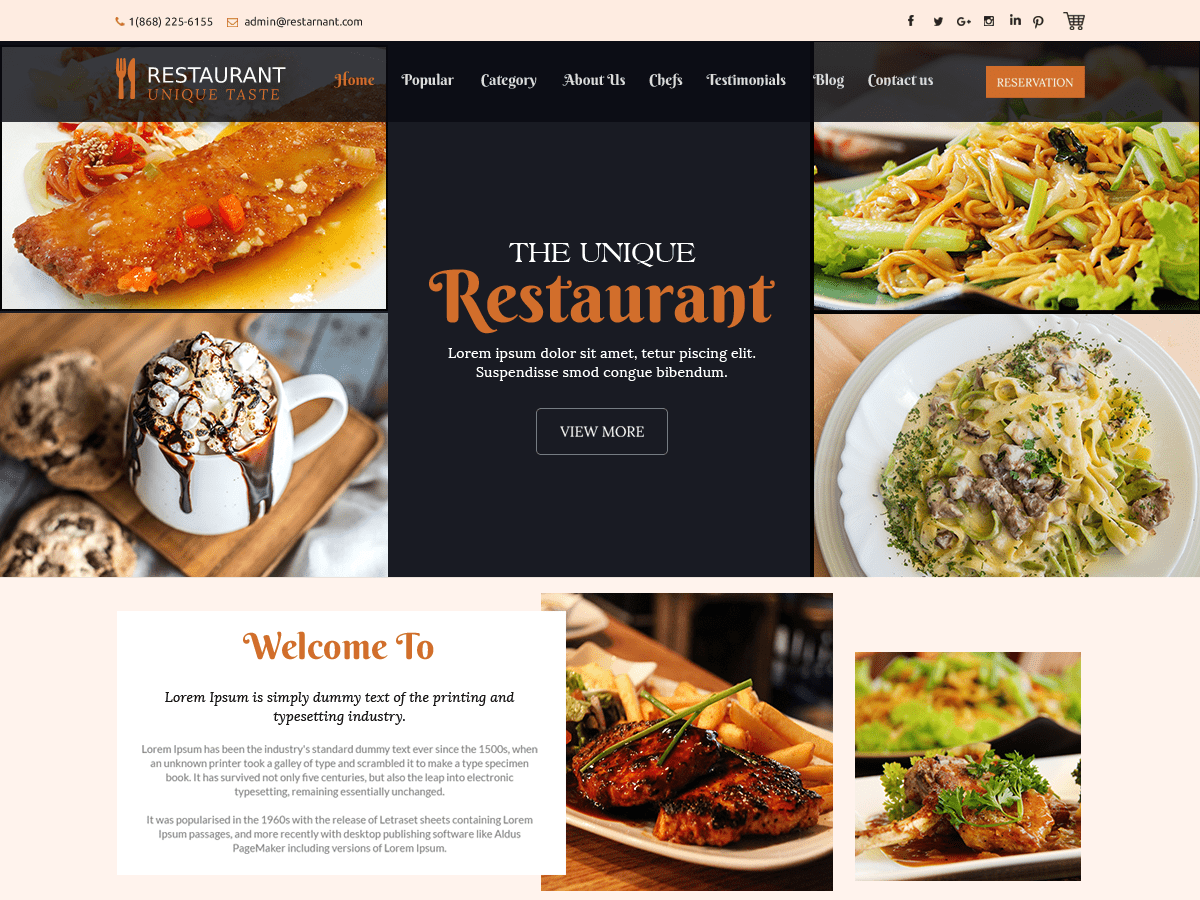 1(868) 225-6155 admin@restarnant.com
RESTAURANT
UNIQUE TASTE
Home Popular Category About Us Chefs Testimonials Blog Contact us
RESERVATION
THE UNIQUE
Restaurant
Lorem ipsum dolor sit amet, tetur piscing elit.
Suspendisse smod congue bibendum.
VIEW MORE
Welcome To
Lorem Ipsum is simply dummy text of the printing and
typesetting industry.
Lorem Ipsum has been the industry's standard dummy text ever since the 1500s, when
an unknown printer took a galley of type and scrambled it to make a type specimen
book. It has survived not only five centuries, but also the leap into electronic
typesetting, remaining essentially unchanged.
It was popularised in the 1960s with the release of Letraset sheets containing Lorem
Ipsum passages, and more recently with desktop publishing software like Aldus
PageMaker including versions of Lorem Ipsum.